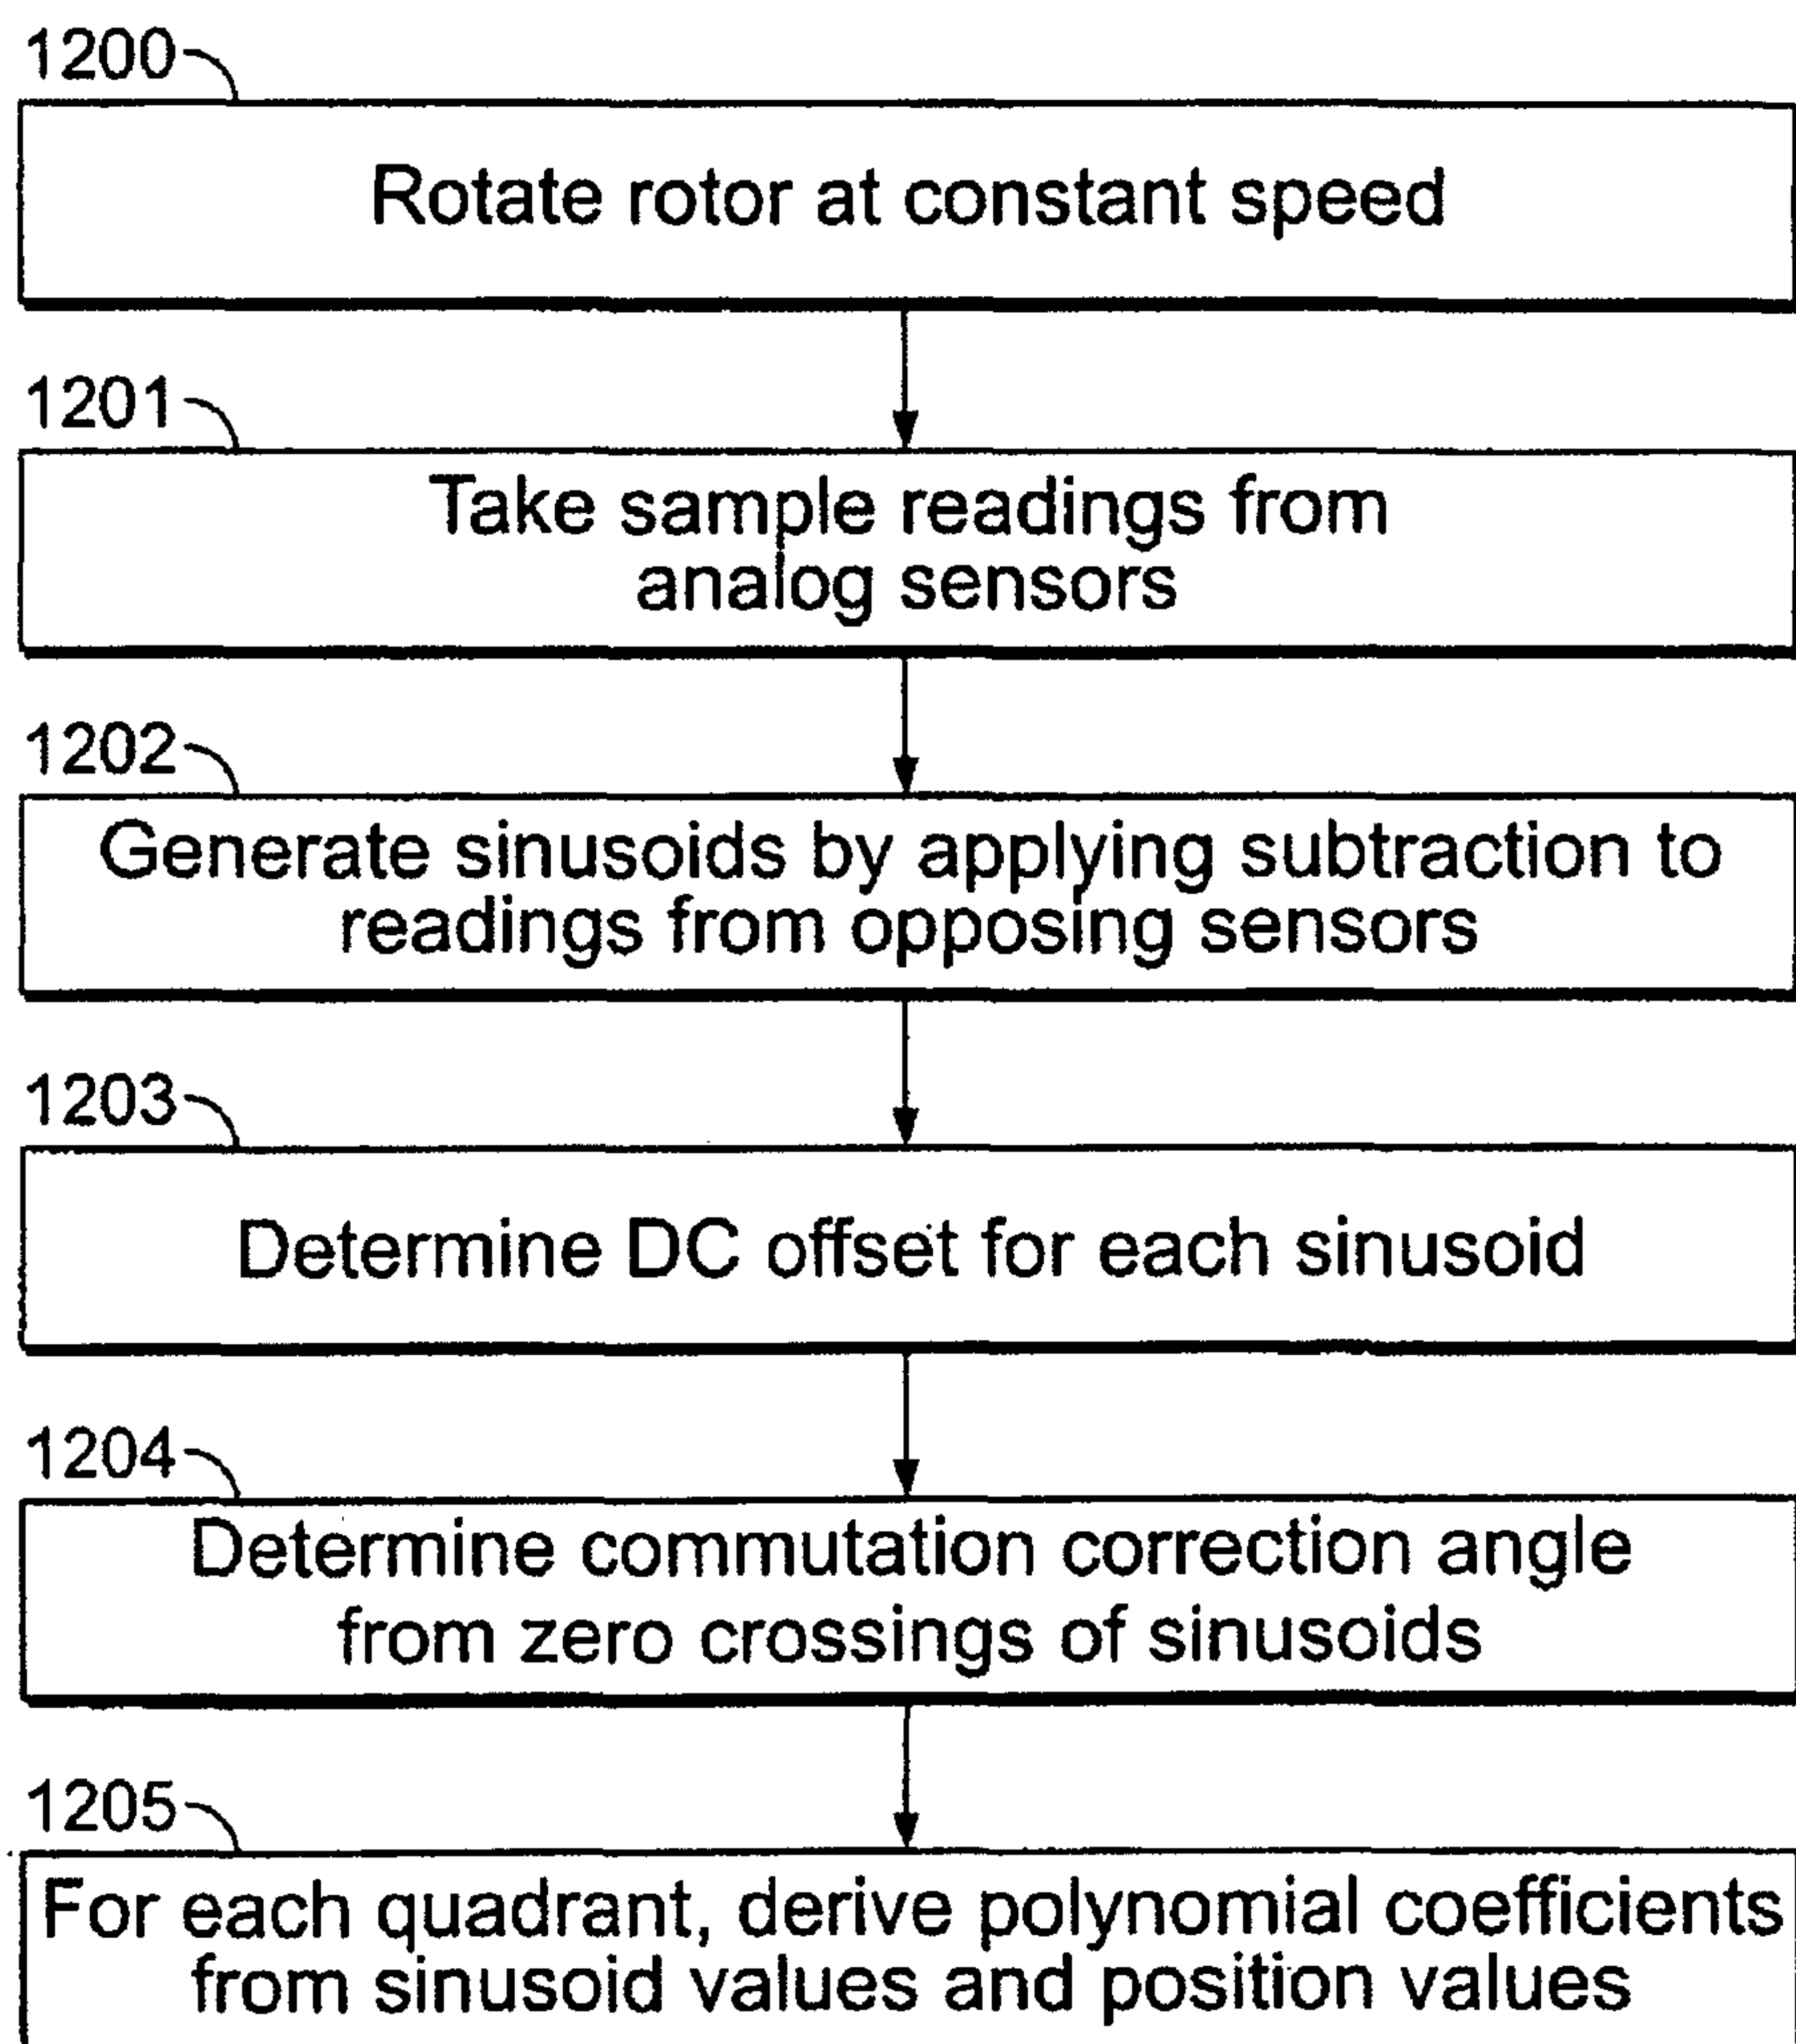 1200
Rotate rotor at constant speed
1201
Take sample readings from
analog sensors
1202
Generate sinusoids by applying subtraction to
readings from opposing sensors
1203
Determine DC offset for each sinusoid
1204
Determine commutation correction angle
from zero crossings of sinusoids
1205
For each quadrant, derive polynomial coefficients
from sinusoid values and position values